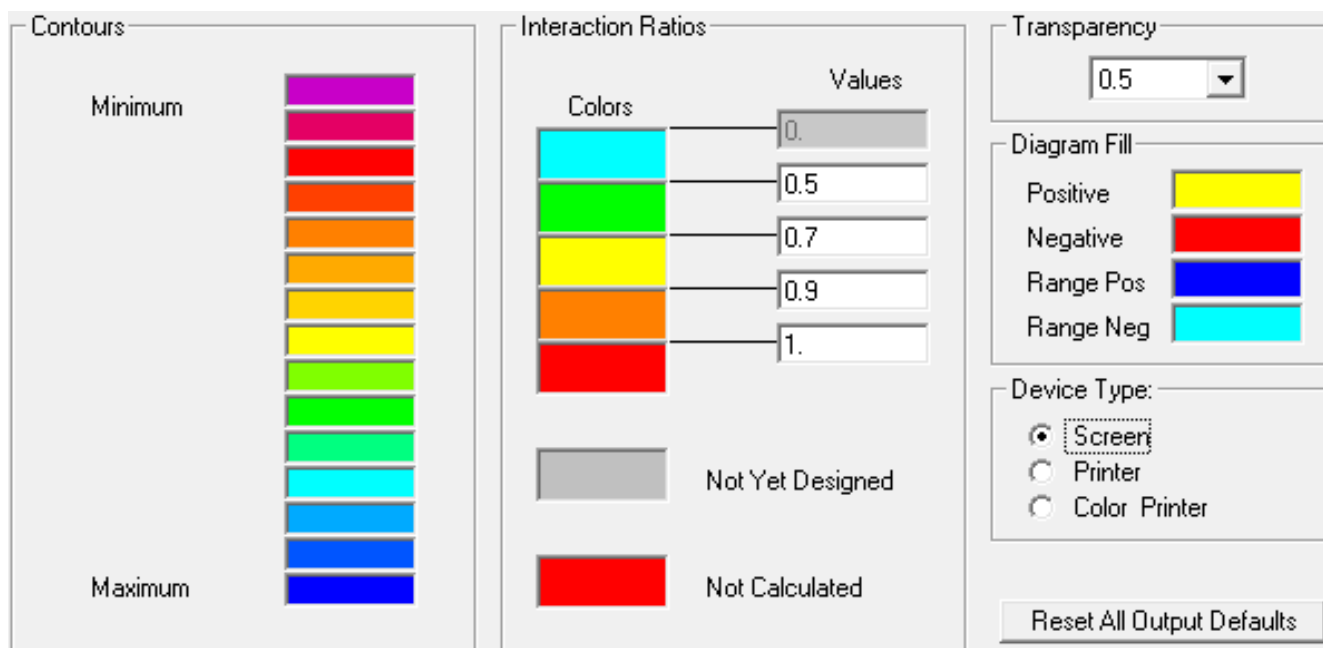 Contours
Minimum
Maximum
Interaction Ratios
Colors
Values
0.
0.5
0.7
0.9
1.
Not Yet Designed
Not Calculated
Transparency
0.5
Diagram Fill
Positive
Negative
Range Pos
Range Neg
Device Type:
Screen
Printer
Color Printer
Reset All Output Defaults